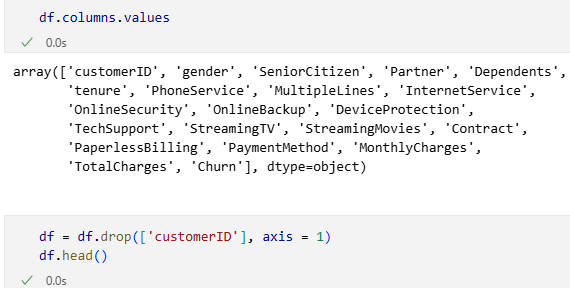 df.columns.values
0.0s
array(['customerID', 'gender', 'SeniorCitizen', 'Partner', 'Dependents',
'tenure', 'PhoneService', 'MultipleLines', 'InternetService',
'OnlineSecurity', 'OnlineBackup', 'DeviceProtection',
'TechSupport', 'StreamingTV', 'StreamingMovies', 'Contract',
'PaperlessBilling', 'PaymentMethod', 'MonthlyCharges',
'TotalCharges', 'Churn'], dtype=object)
df = df.drop(['customerID'], axis = 1)
df.head()
0.0s